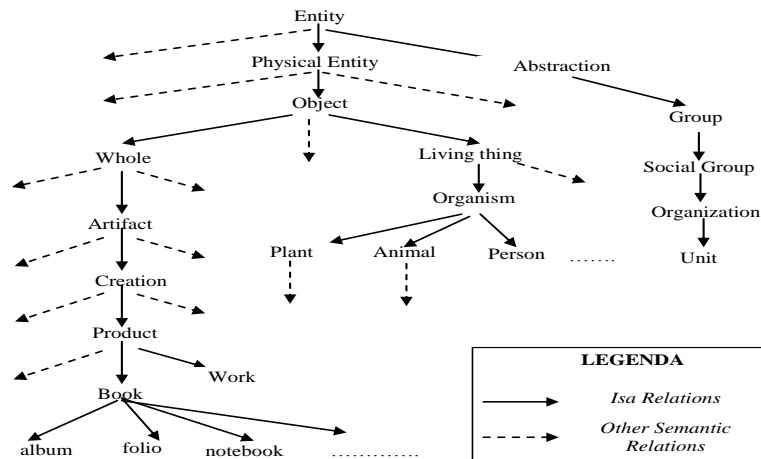 Entity
Physical Entity
Abstraction
Object
Group
Whole
Living thing
Social Group
Organism
Organization
Artifact
Plant
Animal
Person
.......
Unit
Creation
Product
Work
Book
album
folio
notebook
.............
LEGENDA
Isa Relations
Other Semantic
Relations